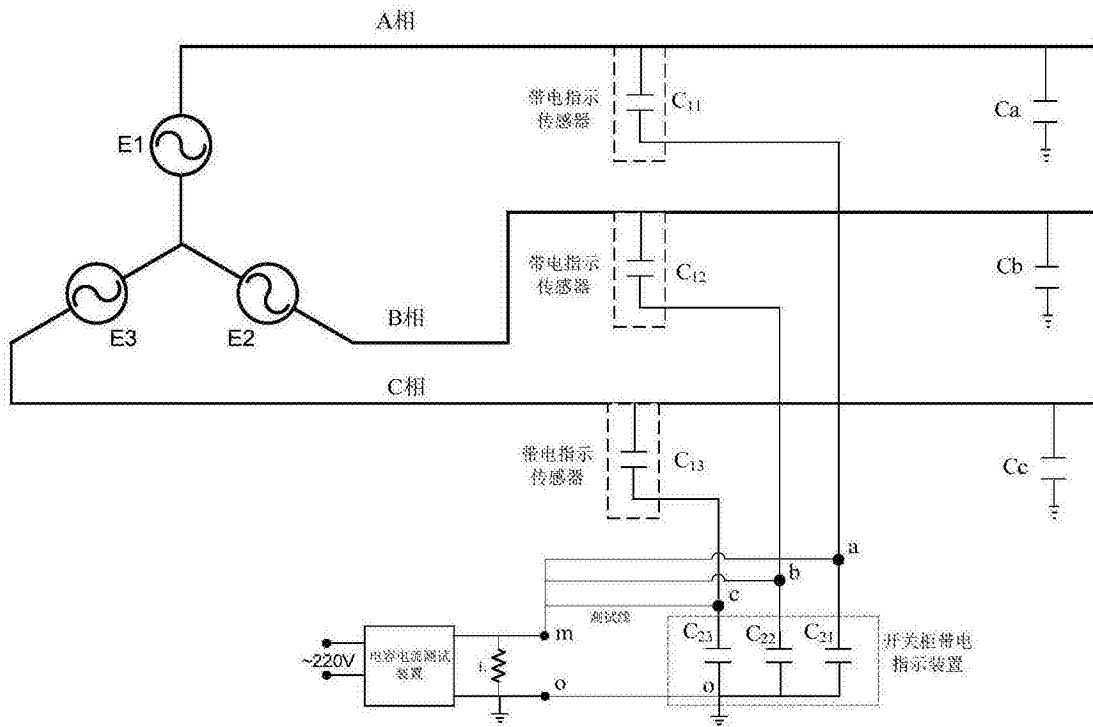 A相
带电指示
传感器
C11
Ca
E1
带电指示
传感器
C12
Cb
E3
E2
B相
C相
带电指示
传感器
C13
Cc
a
b
c
测试线
m
C23
C22
C21
开关柜带电
指示装置
~220V
电容电流测试
装置
o
o